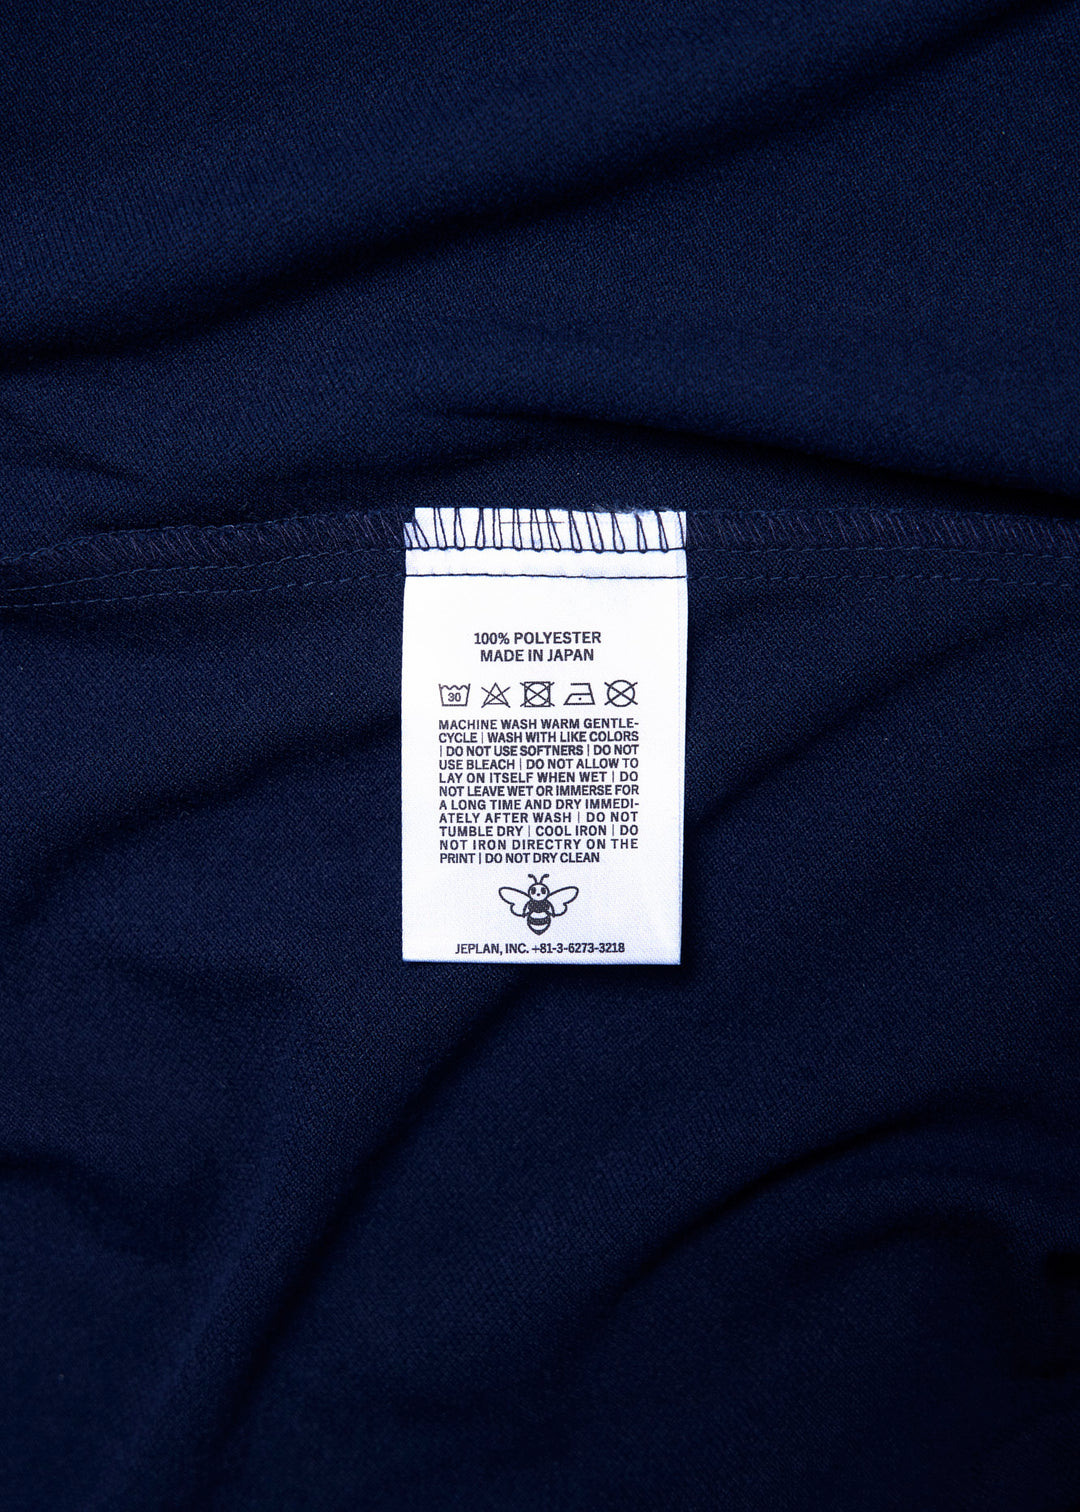 100% POLYESTER
MADE IN JAPAN
30
MACHINE WASH WARM GENTLE-
CYCLE | WASH WITH LIKE COLORS
| DO NOT USE SOFTNERS | DO NOT
USE BLEACH | DO NOT ALLOW TO
LAY ON ITSELF WHEN WET | DO
NOT LEAVE WET OR IMMERSE FOR
A LONG TIME AND DRY IMMEDI-
ATELY AFTER WASH | DO NOT
TUMBLE DRY | COOL IRON | DO
NOT IRON DIRECTRY ON THE
PRINT | DO NOT DRY CLEAN
JEPLAN, INC. +81-3-6273-3218